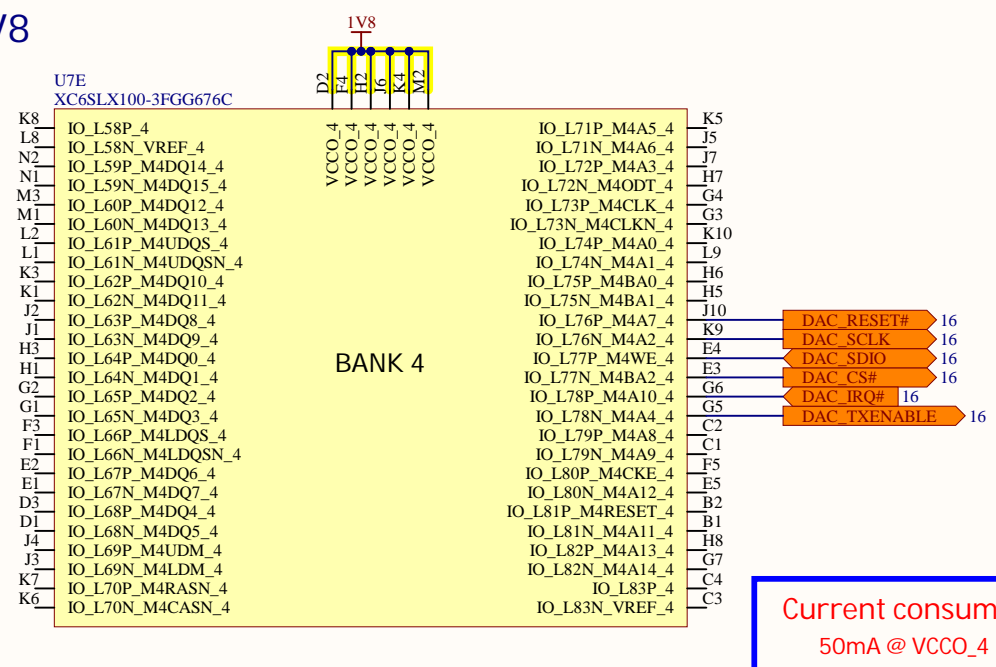 V8
1V8
D2 F4 H2 J6 K4 M2
U7E
XC6SLX100-3FGG676C
VCCO_4 VCCO_4 VCCO_4 VCCO_4 VCCO_4 VCCO_4
K8 IO_L58P_4 IO_L71P_M4A5_4 K5
L8 IO_L58N_VREF_4 IO_L71N_M4A6_4 J5
N2 IO_L59P_M4DQ14_4 IO_L72P_M4A3_4 J7
N1 IO_L59N_M4DQ15_4 IO_L72N_M4ODT_4 H7
M3 IO_L60P_M4DQ12_4 IO_L73P_M4CLK_4 G4
M1 IO_L60N_M4DQ13_4 IO_L73N_M4CLKN_4 G3
L2 IO_L61P_M4UDQS_4 IO_L74P_M4A0_4 K10
L1 IO_L61N_M4UDQSN_4 IO_L74N_M4A1_4 L9
K3 IO_L62P_M4DQ10_4 IO_L75P_M4BA0_4 H6
K1 IO_L62N_M4DQ11_4 IO_L75N_M4BA1_4 H5
J2 IO_L63P_M4DQ8_4 IO_L76P_M4A7_4 J10 DAC_RESET# 16
J1 IO_L63N_M4DQ9_4 IO_L76N_M4A2_4 K9 DAC_SCLK 16
H3 IO_L64P_M4DQ0_4 BANK 4 IO_L77P_M4WE_4 E4 DAC_SDIO 16
H1 IO_L64N_M4DQ1_4 IO_L77N_M4BA2_4 E3 DAC_CS# 16
G2 IO_L65P_M4DQ2_4 IO_L78P_M4A10_4 G6 DAC_IRQ# 16
G1 IO_L65N_M4DQ3_4 IO_L78N_M4A4_4 G5 DAC_TXENABLE 16
F3 IO_L66P_M4LDQS_4 IO_L79P_M4A8_4 C2
F1 IO_L66N_M4LDQSN_4 IO_L79N_M4A9_4 C1
E2 IO_L67P_M4DQ6_4 IO_L80P_M4CKE_4 F5
E1 IO_L67N_M4DQ7_4 IO_L80N_M4A12_4 E5
D3 IO_L68P_M4DQ4_4 IO_L81P_M4RESET_4 B2
D1 IO_L68N_M4DQ5_4 IO_L81N_M4A11_4 B1
J4 IO_L69P_M4UDM_4 IO_L82P_M4A13_4 H8
J3 IO_L69N_M4LDM_4 IO_L82N_M4A14_4 G7
K7 IO_L70P_M4RASN_4 IO_L83P_4 C4
K6 IO_L70N_M4CASN_4 IO_L83N_VREF_4 C3
Current consum
50mA @ VCCO_4